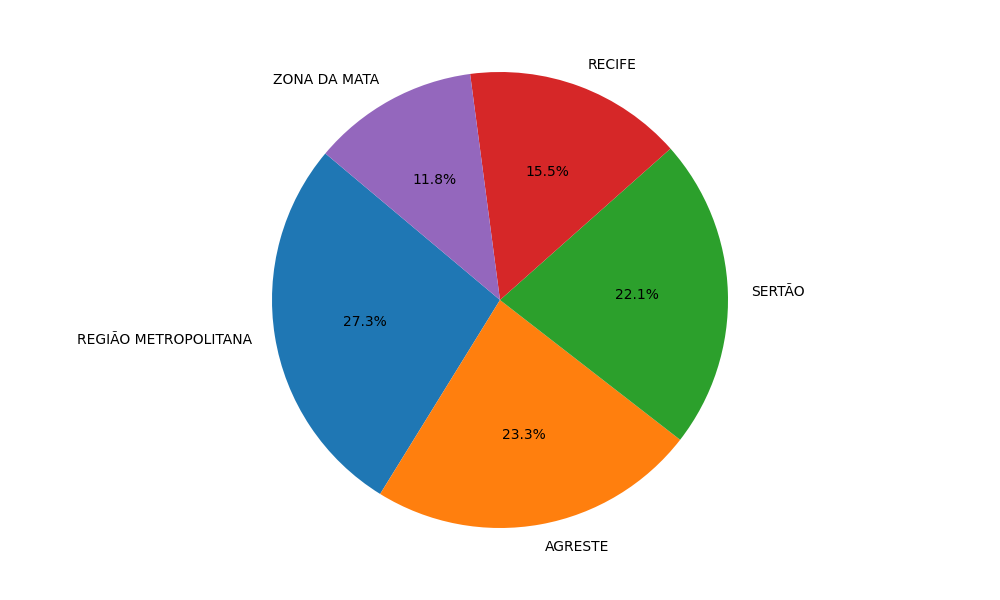 RECIFE
ZONA DA MATA
15.5%
11.8%
SERTÃO
22.1%
27.3%
REGIÃO METROPOLITANA
23.3%
AGRESTE